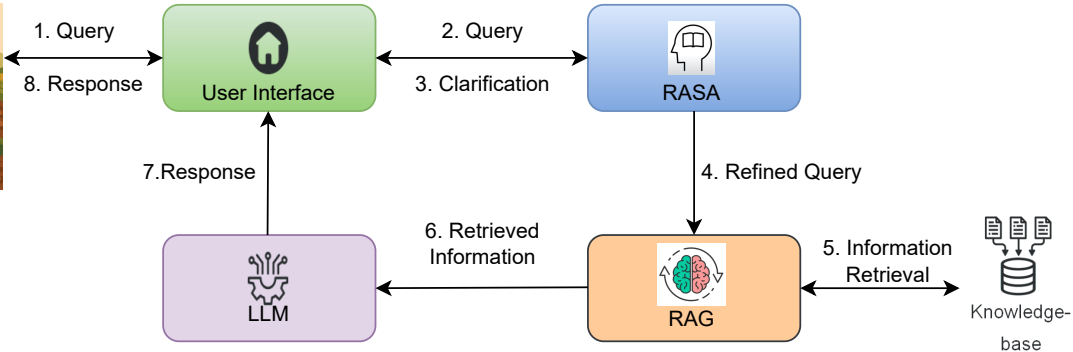 1. Query
8. Response
User Interface
2. Query
3. Clarification
RASA
7.Response
4. Refined Query
6. Retrieved
Information
5. Information
Retrieval
LLM
RAG
Knowledge-
base